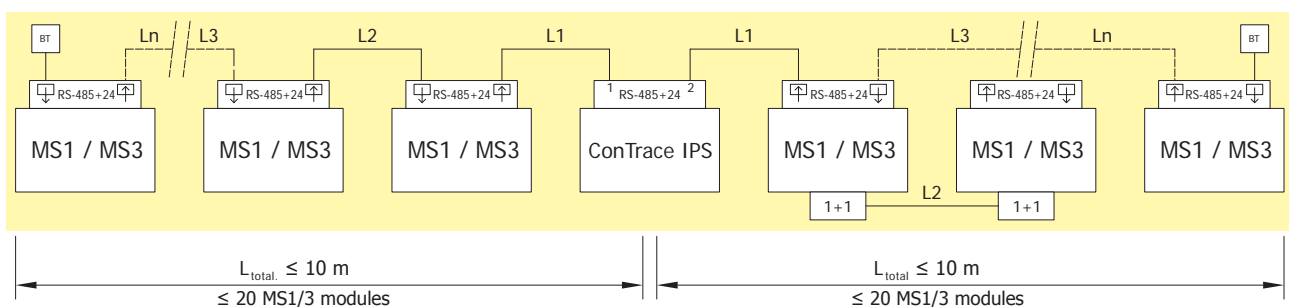 BT Ln L3 L2 L1 L1 L3 Ln BT
RS-485+24 RS-485+24 RS-485+24 1 RS-485+24 2 RS-485+24 RS-485+24 RS-485+24
MS1 / MS3 MS1 / MS3 MS1 / MS3 ConTrace IPS MS1 / MS3 MS1 / MS3 MS1 / MS3
1+1 L2 1+1
Ltotal. ≤ 10 m Ltotal ≤ 10 m
≤ 20 MS1/3 modules ≤ 20 MS1/3 modules